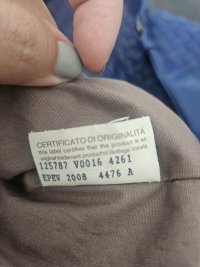 CERTIFICATO DI ORIGINALITÀ
this label certifies that the product is an
original trademark product of Bottega Veneta
125787 V0016 4261
EPEV 2008 4476 A